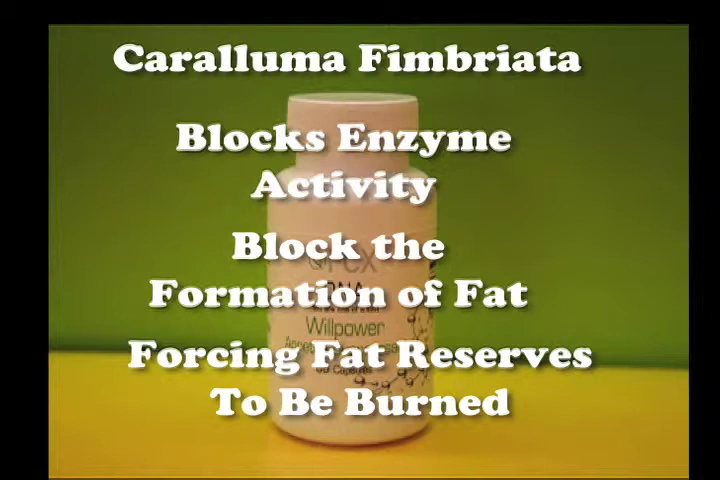 Caralluma Fimbriata
Blocks Enzyme
Activity
Block the
Formation of Fat
Willpower
Forcing Fat Reserves
To Be Burned